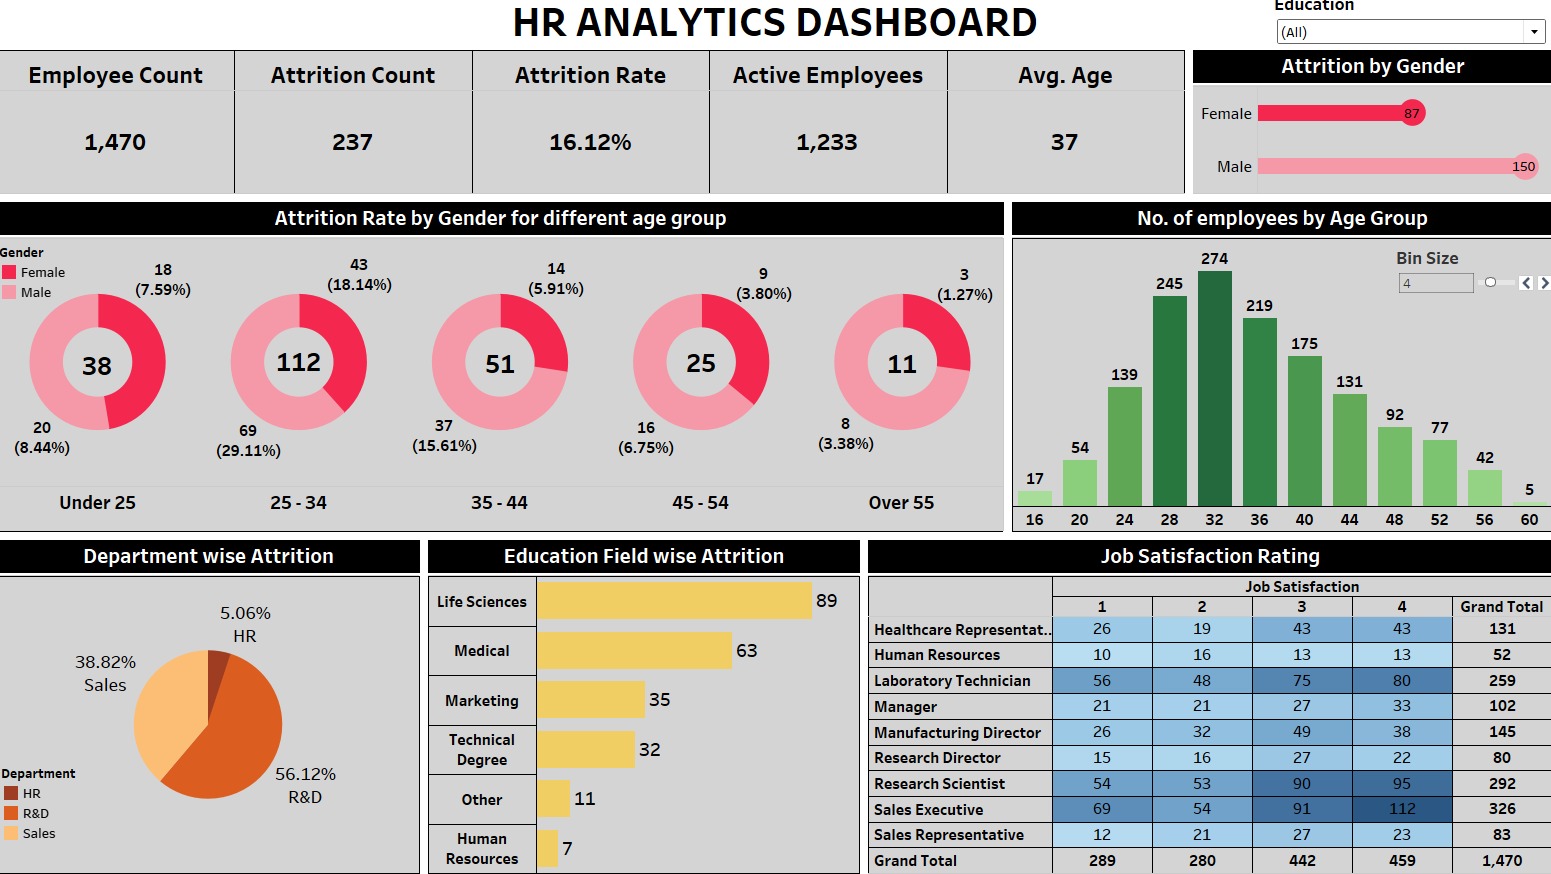 HR ANALYTICS DASHBOARD
Education
(All)
Employee Count
1,470
Attrition Count
237
Attrition Rate
16.12%
Active Employees
1,233
Avg. Age
37
Attrition by Gender
Female 87
Male 150
Attrition Rate by Gender for different age group
Gender
Female
Male
18
(7.59%)
38
20
(8.44%)
Under 25
43
(18.14%)
112
69
(29.11%)
25 - 34
14
(5.91%)
51
37
(15.61%)
35 - 44
9
(3.80%)
25
16
(6.75%)
45 - 54
3
(1.27%)
11
8
(3.38%)
Over 55
No. of employees by Age Group
Bin Size
4
17 54 139 245 274 219 175 131 92 77 42 5
16 20 24 28 32 36 40 44 48 52 56 60
Department wise Attrition
5.06%
HR
38.82%
Sales
56.12%
R&D
Department
HR
R&D
Sales
Education Field wise Attrition
Life Sciences 89
Medical 63
Marketing 35
Technical
Degree 32
Other 11
Human
Resources 7
Job Satisfaction Rating
Job Satisfaction
1 2 3 4 Grand Total
Healthcare Representat.. 26 19 43 43 131
Human Resources 10 16 13 13 52
Laboratory Technician 56 48 75 80 259
Manager 21 21 27 33 102
Manufacturing Director 26 32 49 38 145
Research Director 15 16 27 22 80
Research Scientist 54 53 90 95 292
Sales Executive 69 54 91 112 326
Sales Representative 12 21 27 23 83
Grand Total 289 280 442 459 1,470